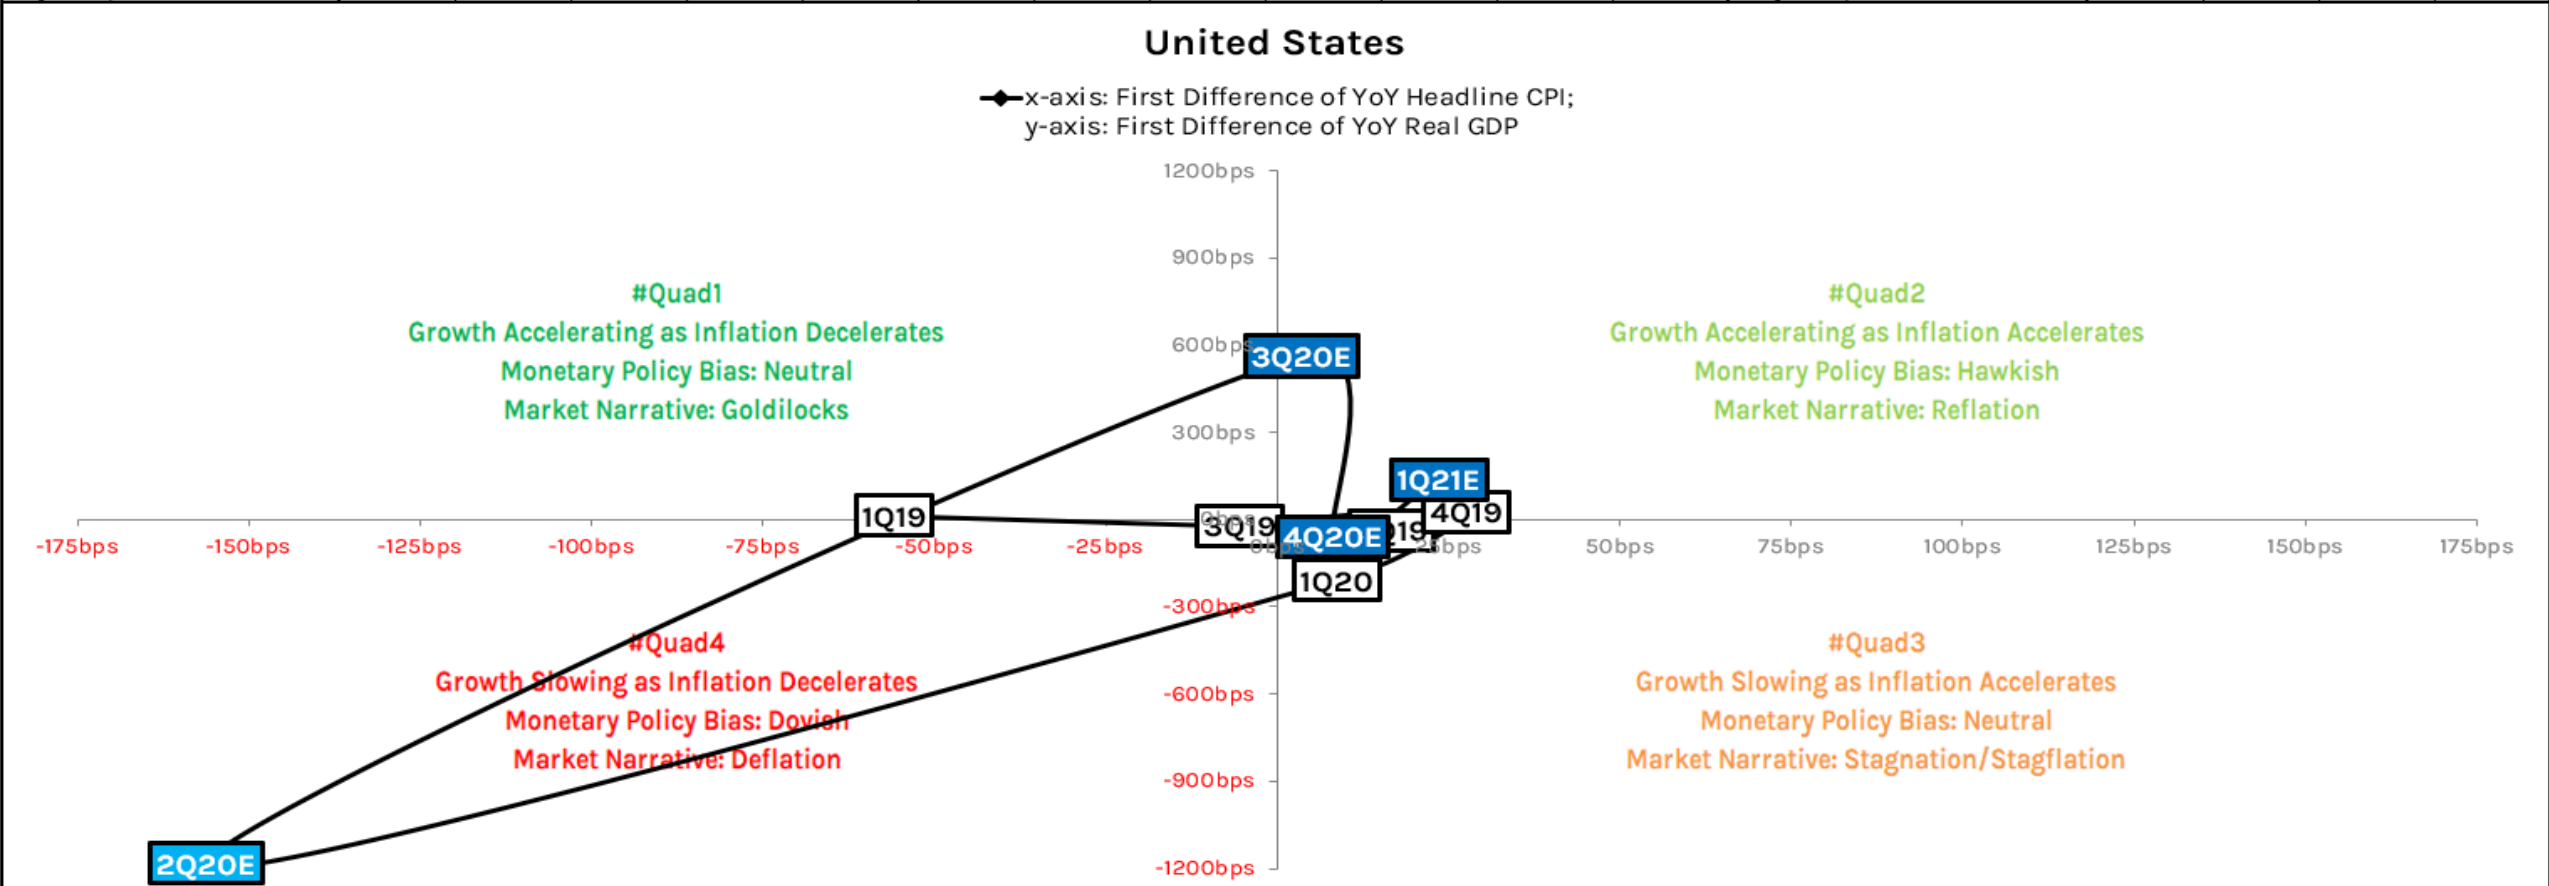 United States
x-axis: First Difference of YoY Headline CPI;
y-axis: First Difference of YoY Real GDP
1200bps
900bps
#Quad1
Growth Accelerating as Inflation Decelerates
Monetary Policy Bias: Neutral
Market Narrative: Goldilocks
#Quad2
Growth Accelerating as Inflation Accelerates
Monetary Policy Bias: Hawkish
Market Narrative: Reflation
600bps
3Q20E
300bps
1Q21E
1Q19
3Q19
0bps
4Q20E
4Q19
-175bps
-150bps
-125bps
-100bps
-75bps
-50bps
-25bps
0bps
25bps
50bps
75bps
100bps
125bps
150bps
175bps
1Q20
-300bps
#Quad4
Growth Slowing as Inflation Decelerates
Monetary Policy Bias: Dovish
Market Narrative: Deflation
#Quad3
Growth Slowing as Inflation Accelerates
Monetary Policy Bias: Neutral
Market Narrative: Stagnation/Stagflation
-600bps
-900bps
2Q20E
-1200bps